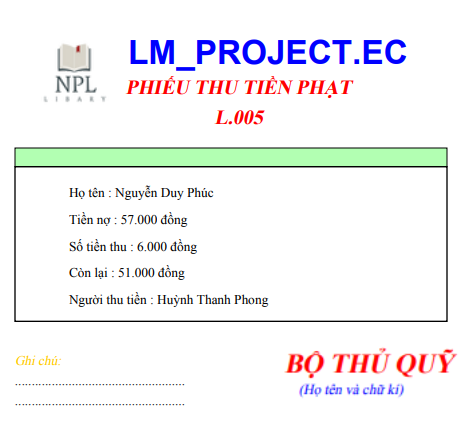 LM_PROJECT.EC
NPL
LIBARY
PHIẾU THU TIỀN PHẠT
L.005
Họ tên : Nguyễn Duy Phúc
Tiền nợ : 57.000 đồng
Số tiền thu : 6.000 đồng
Còn lại : 51.000 đồng
Người thu tiền : Huỳnh Thanh Phong
Ghi chú:
...................................................
...................................................
BỘ THỦ QUỸ
(Họ tên và chữ kí)